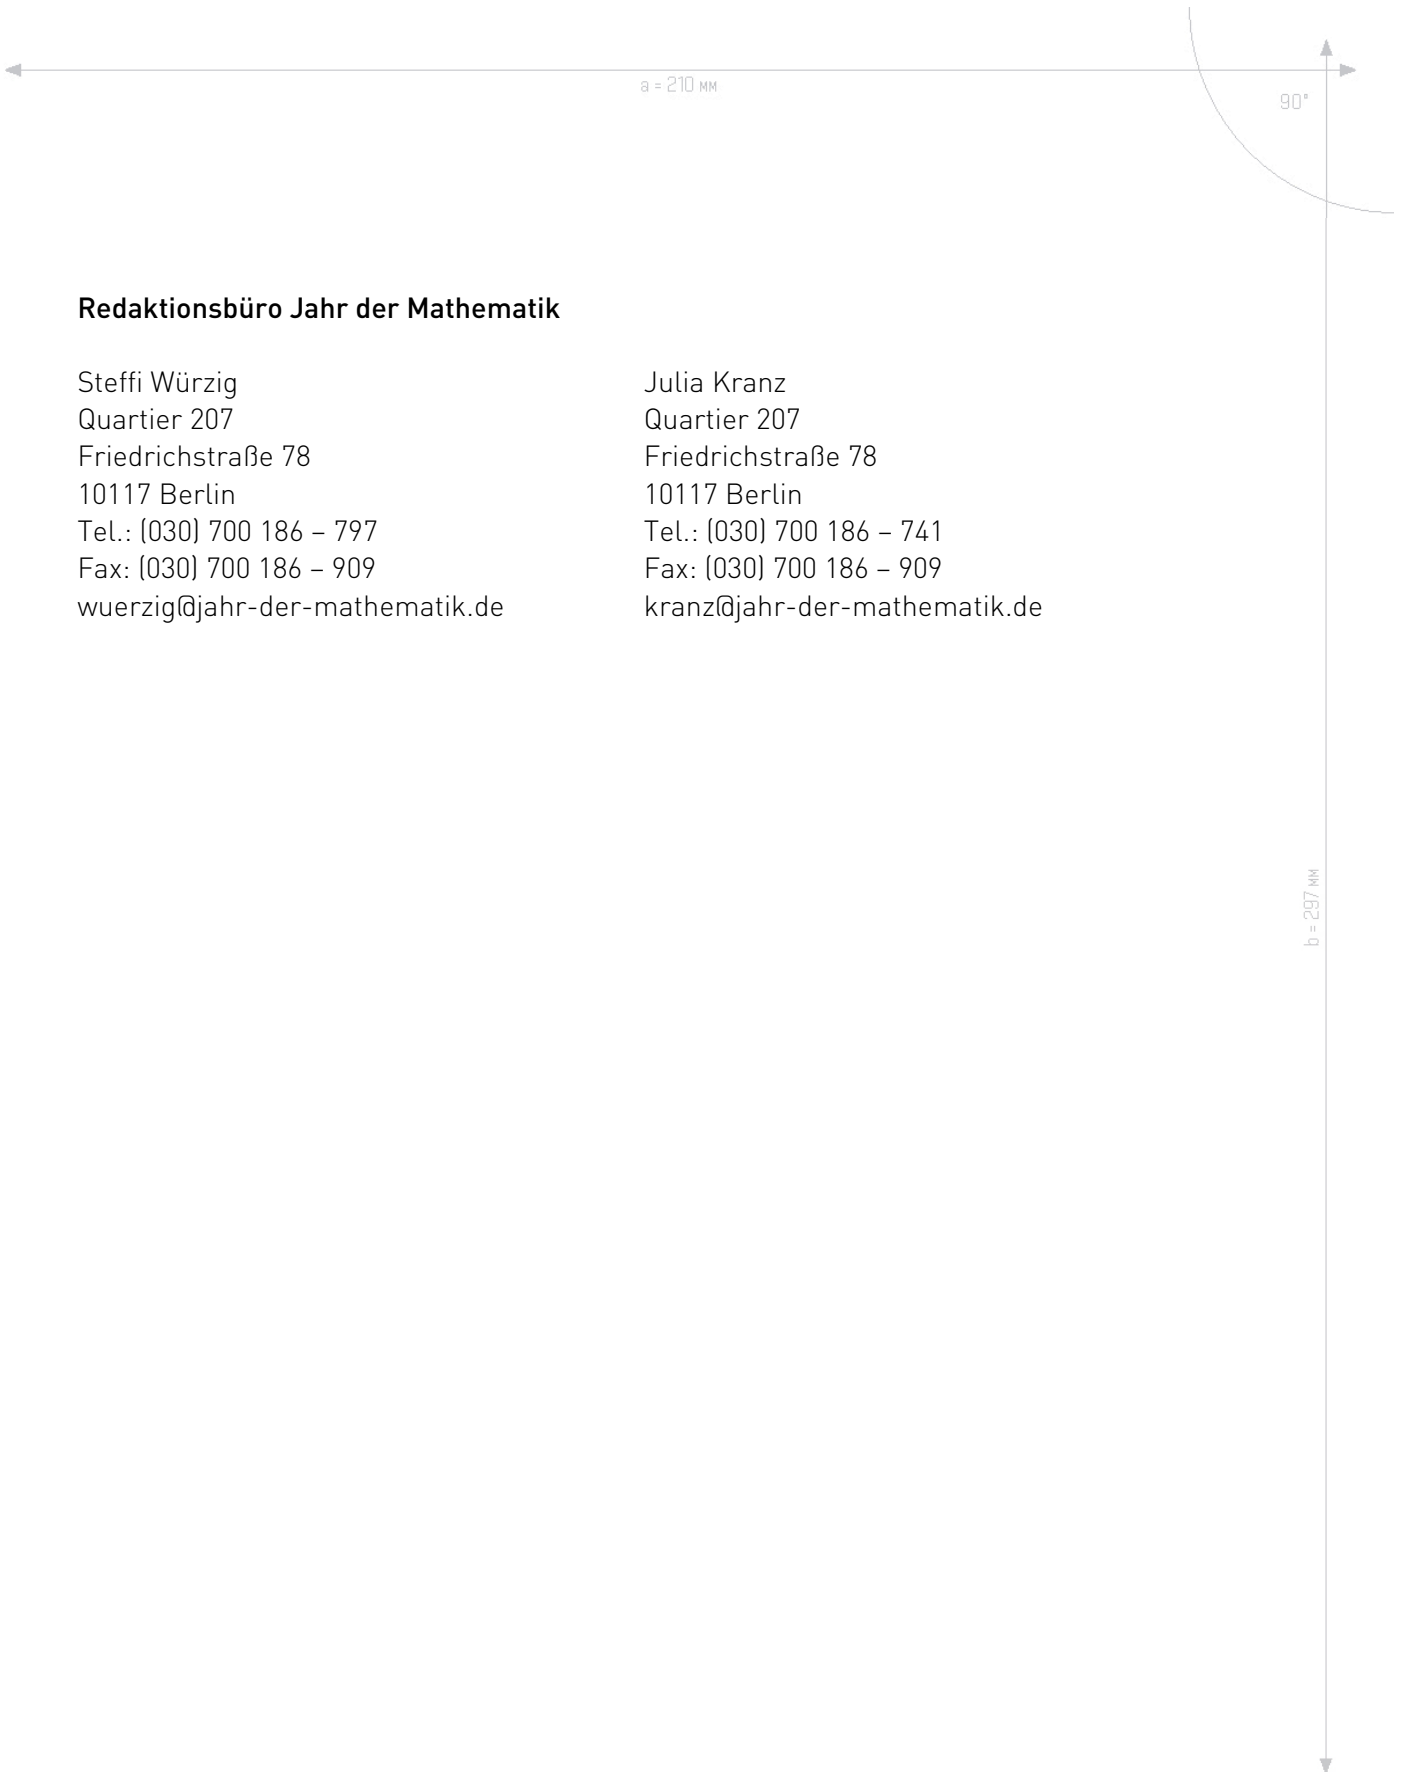 a = 210 MM
90°
Redaktionsbüro Jahr der Mathematik
Steffi Würzig
Quartier 207
Friedrichstraße 78
10117 Berlin
Tel.: (030) 700 186 – 797
Fax: (030) 700 186 – 909
wuerzig@jahr-der-mathematik.de
Julia Kranz
Quartier 207
Friedrichstraße 78
10117 Berlin
Tel.: (030) 700 186 – 741
Fax: (030) 700 186 – 909
kranz@jahr-der-mathematik.de
b = 297 MM